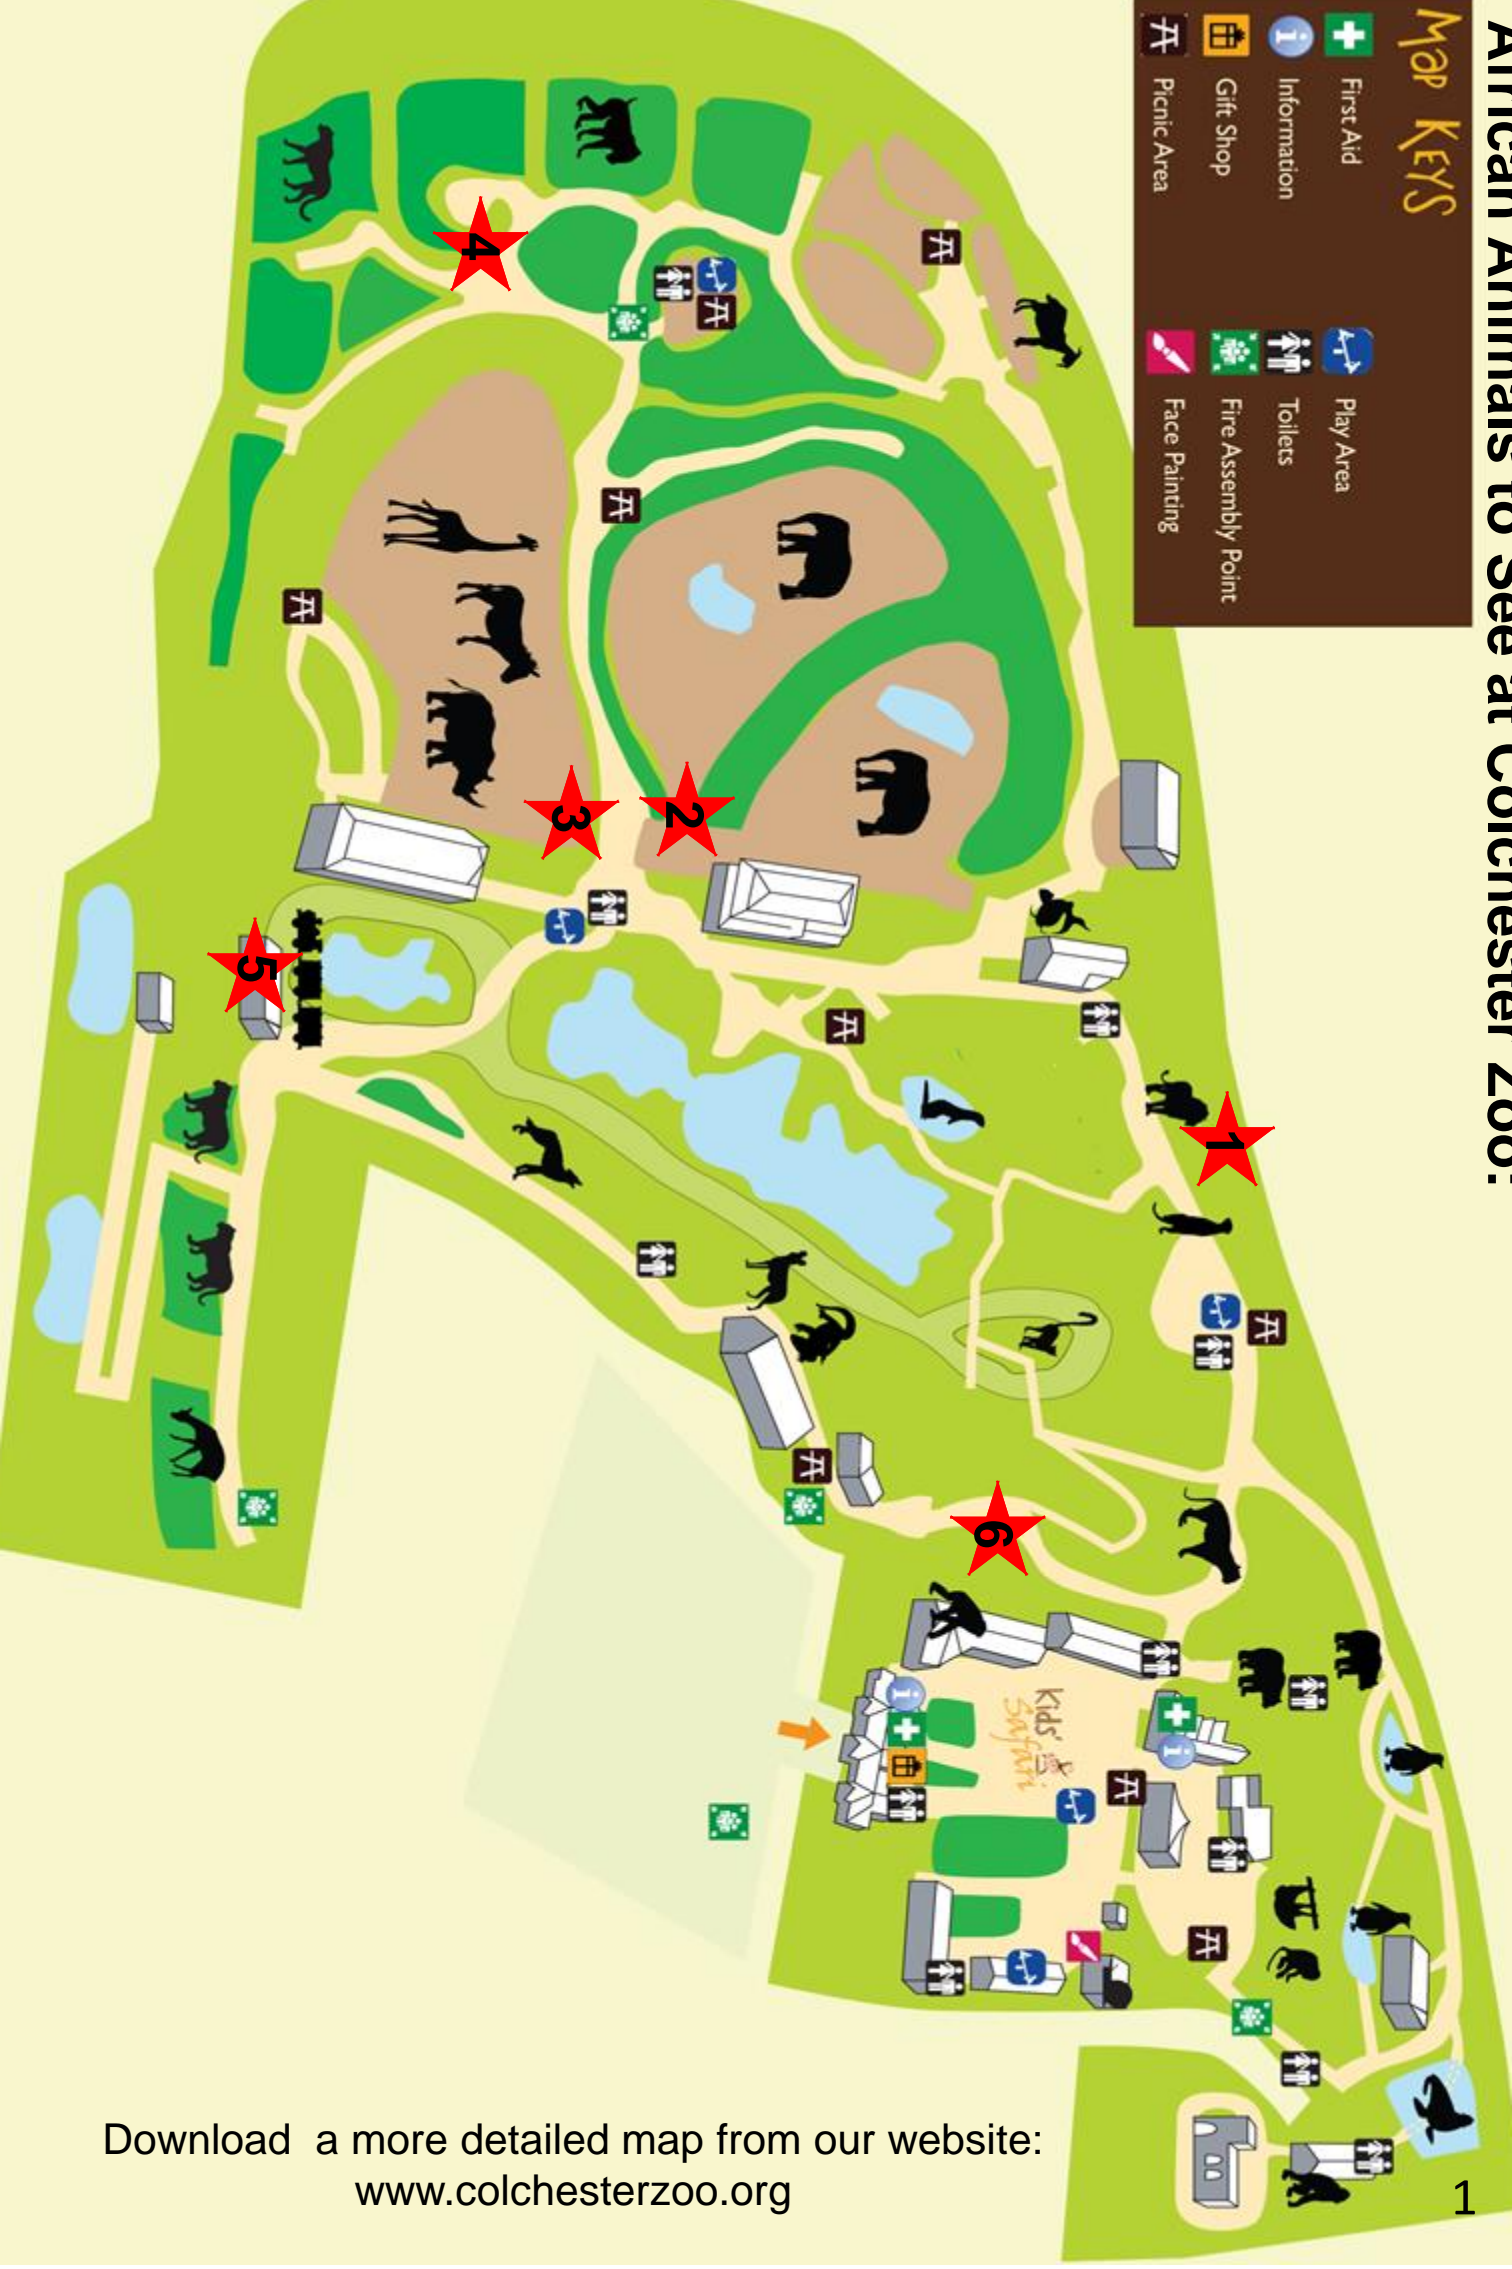 African Animals to See at Colchester Zoo:
Map Keys
First Aid
Information
Gift Shop
Picnic Area
Play Area
Toilets
Fire Assembly Point
Face Painting
4
2
3
5
1
6
Kids'
Safari
Download a more detailed map from our website:
www.colchesterzoo.org
1